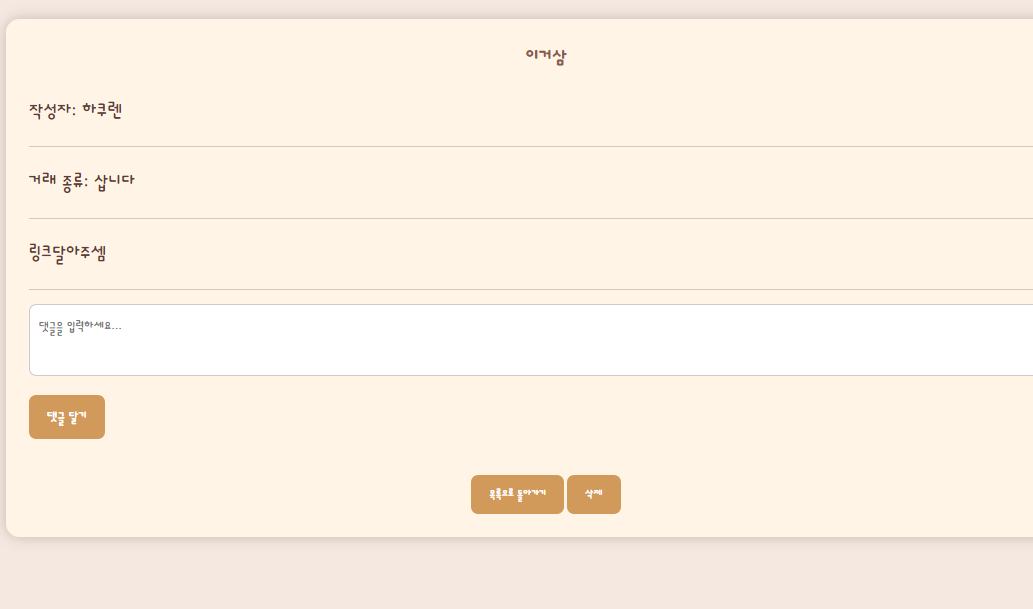 이거삼
작성자: 하쿠렌
거래 종류: 삽니다
링크달아주셈
댓글을 입력하세요...
댓글 달기
목록으로 돌아가기
삭제